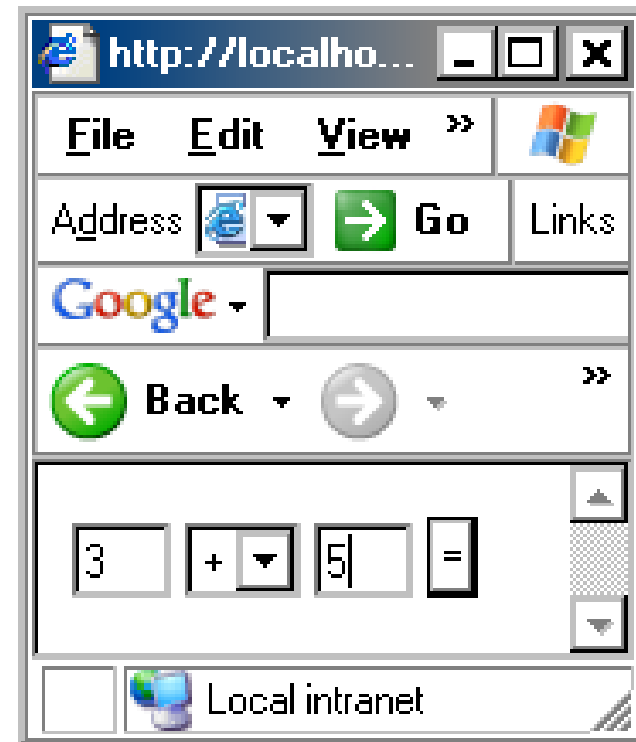 http://localho...
File Edit View »
Address Go Links
Google
Back »
3 + 5 =
Local intranet